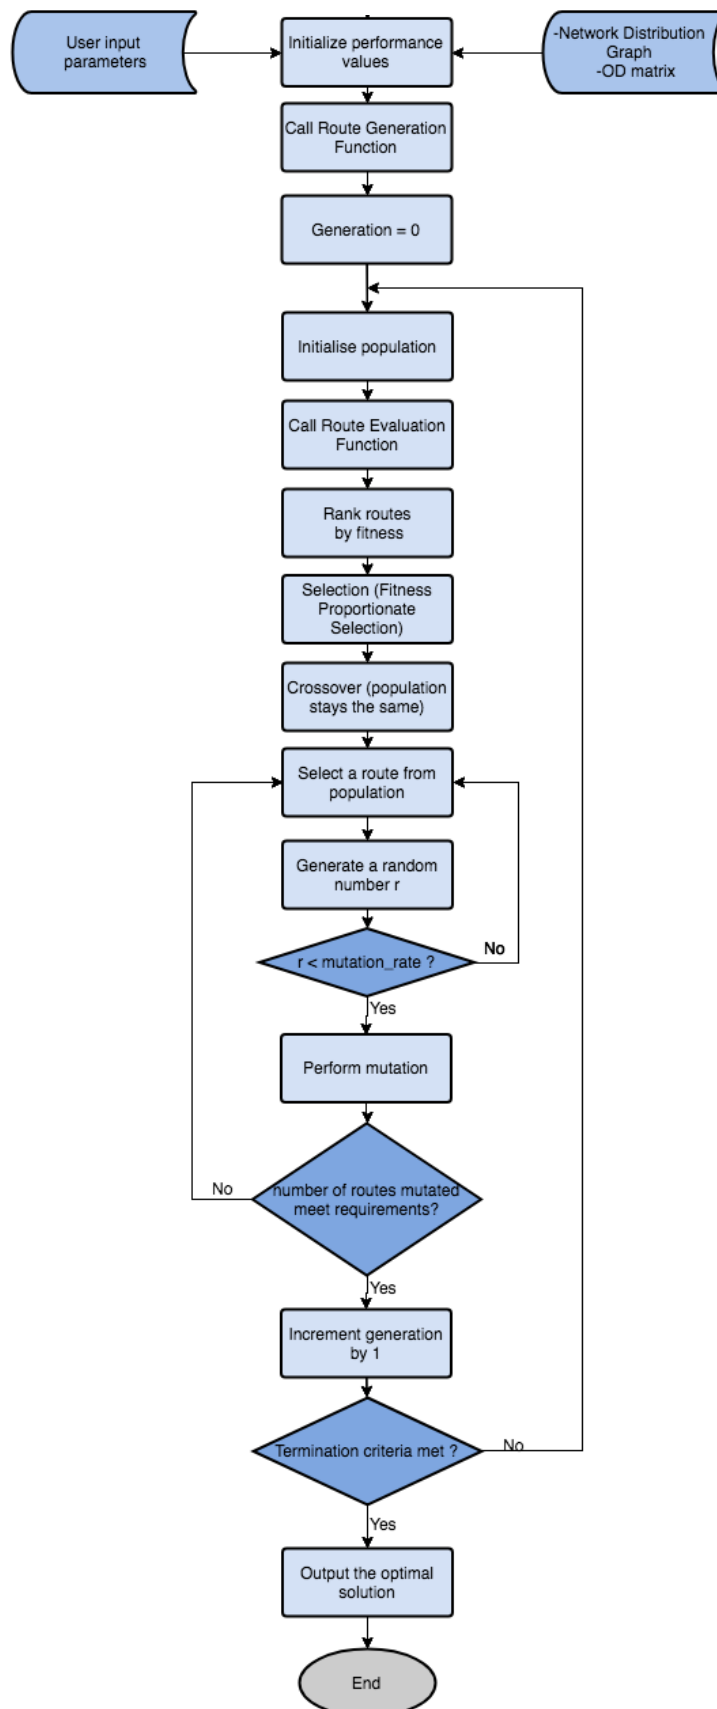 User input
parameters
Initialize performance
values
-Network Distribution
Graph
-OD matrix
Call Route Generation
Function
Generation = 0
Initialise population
Call Route Evaluation
Function
Rank routes
by fitness
Selection (Fitness
Proportionate
Selection)
Crossover (population
stays the same)
Select a route from
population
Generate a random
number r
r < mutation_rate ?
No
Yes
Perform mutation
number of routes mutated
meet requirements?
No
Yes
Increment generation
by 1
Termination criteria met ?
No
Yes
Output the optimal
solution
End